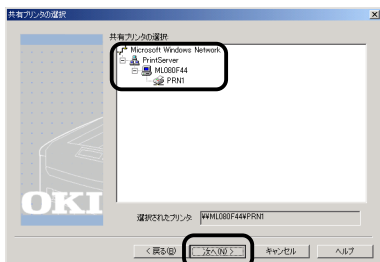 共有プリンタの選択
共有プリンタの選択:
Microsoft Windows Network
PrintServer
ML080F44
PRN1
OKI
選択されたプリンタ: ¥¥ML080F44¥PRN1
< 戻る(B)
次へ(N) >
キャンセル
ヘルプ